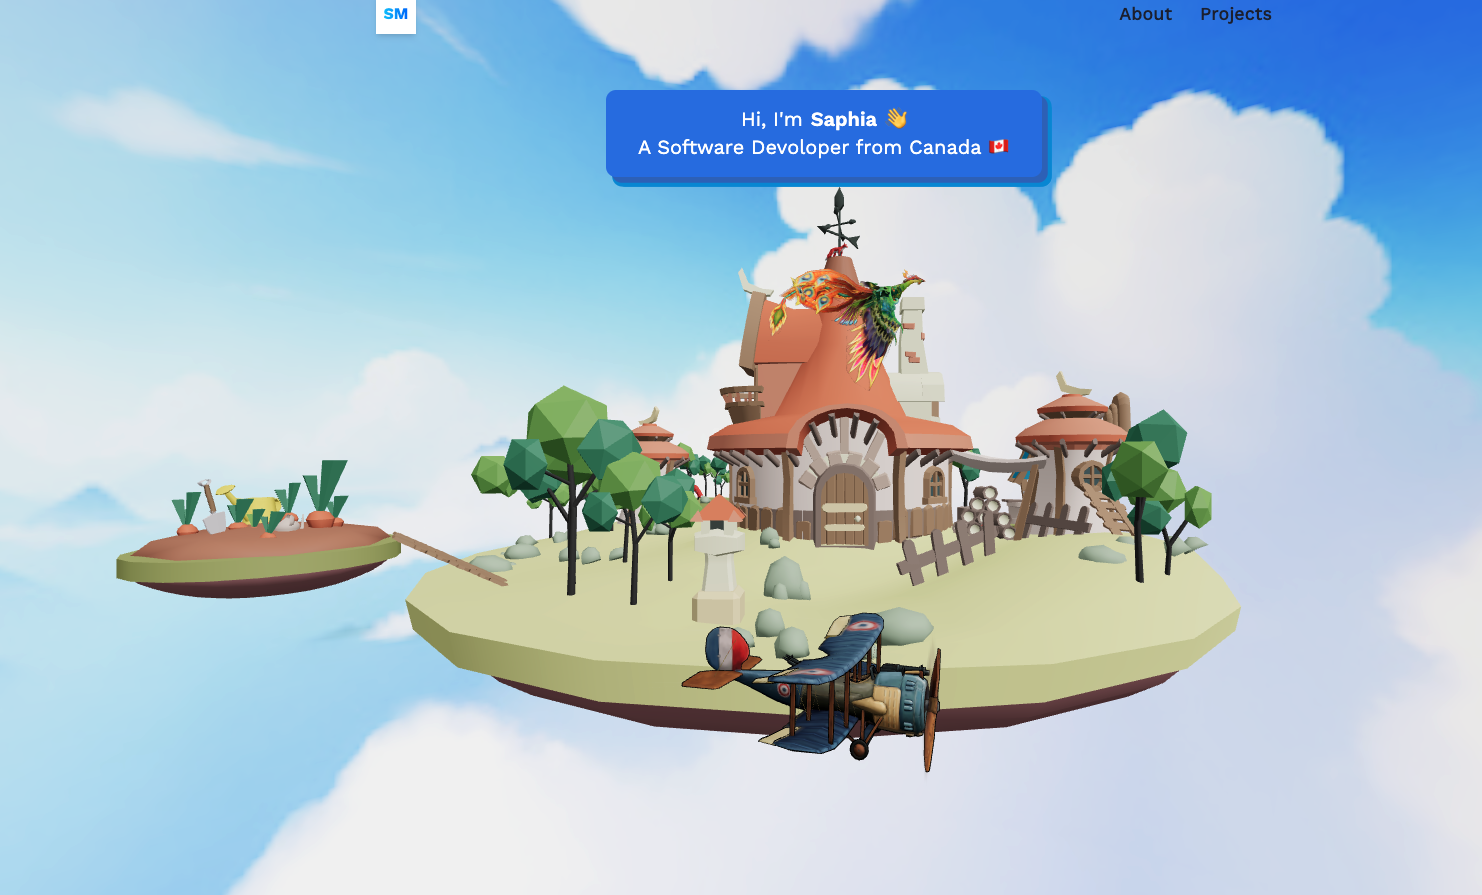 SM
About Projects
Hi, I'm Saphia 👋
A Software Devoloper from Canada 🇨🇦